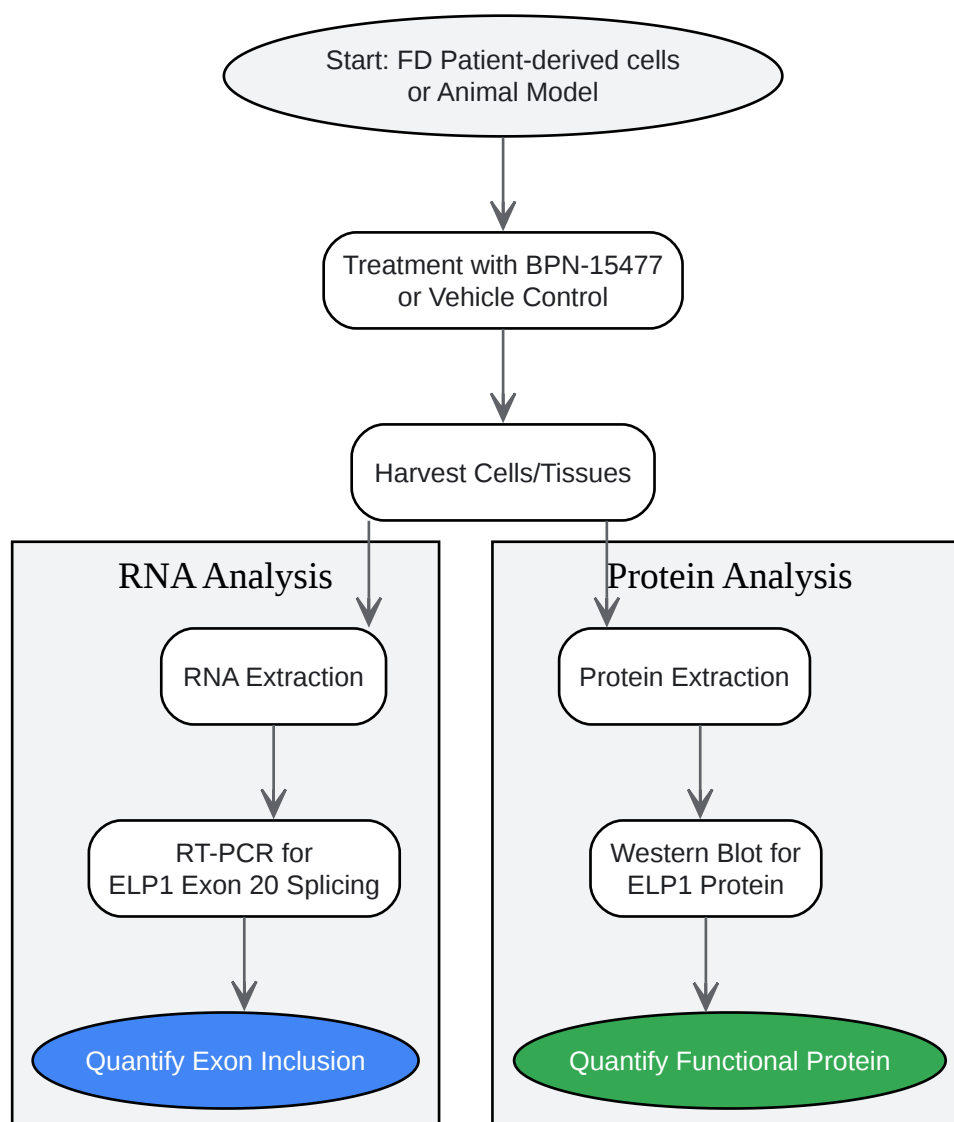 Start: FD Patient-derived cells
or Animal Model
Treatment with BPN-15477
or Vehicle Control
Harvest Cells/Tissues
RNA Analysis
RNA Extraction
RT-PCR for
ELP1 Exon 20 Splicing
Quantify Exon Inclusion
Protein Analysis
Protein Extraction
Western Blot for
ELP1 Protein
Quantify Functional Protein